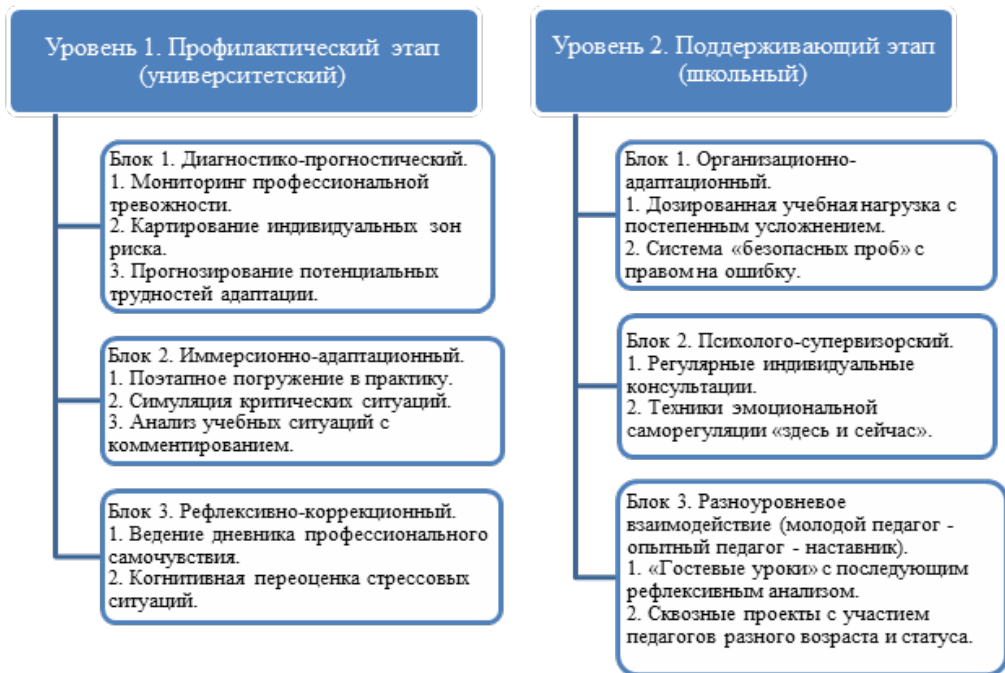 Уровень 1. Профилактический этап
(университетский)
Блок 1. Диагностико-прогностический.
1. Мониторинг профессиональной
тревожности.
2. Картирование индивидуальных зон
риска.
3. Прогнозирование потенциальных
трудностей адаптации.
Блок 2. Иммерсионно-адаптационный.
1. Поэтапное погружение в практику.
2. Симуляция критических ситуаций.
3. Анализ учебных ситуаций с
комментированием.
Блок 3. Рефлексивно-коррекционный.
1. Ведение дневника профессионального
самочувствия.
2. Когнитивная переоценка стрессовых
ситуаций.
Уровень 2. Поддерживающий этап
(школьный)
Блок 1. Организационно-
адаптационный.
1. Дозированная учебная нагрузка с
постепенным усложнением.
2. Система «безопасных проб» с
правом на ошибку.
Блок 2. Психолого-супервизорский.
1. Регулярные индивидуальные
консультации.
2. Техники эмоциональной
саморегуляции «здесь и сейчас».
Блок 3. Разноуровневое
взаимодействие (молодой педагог -
опытный педагог - наставник).
1. «Гостевые уроки» с последующим
рефлексивным анализом.
2. Сквозные проекты с участием
педагогов разного возраста и статуса.